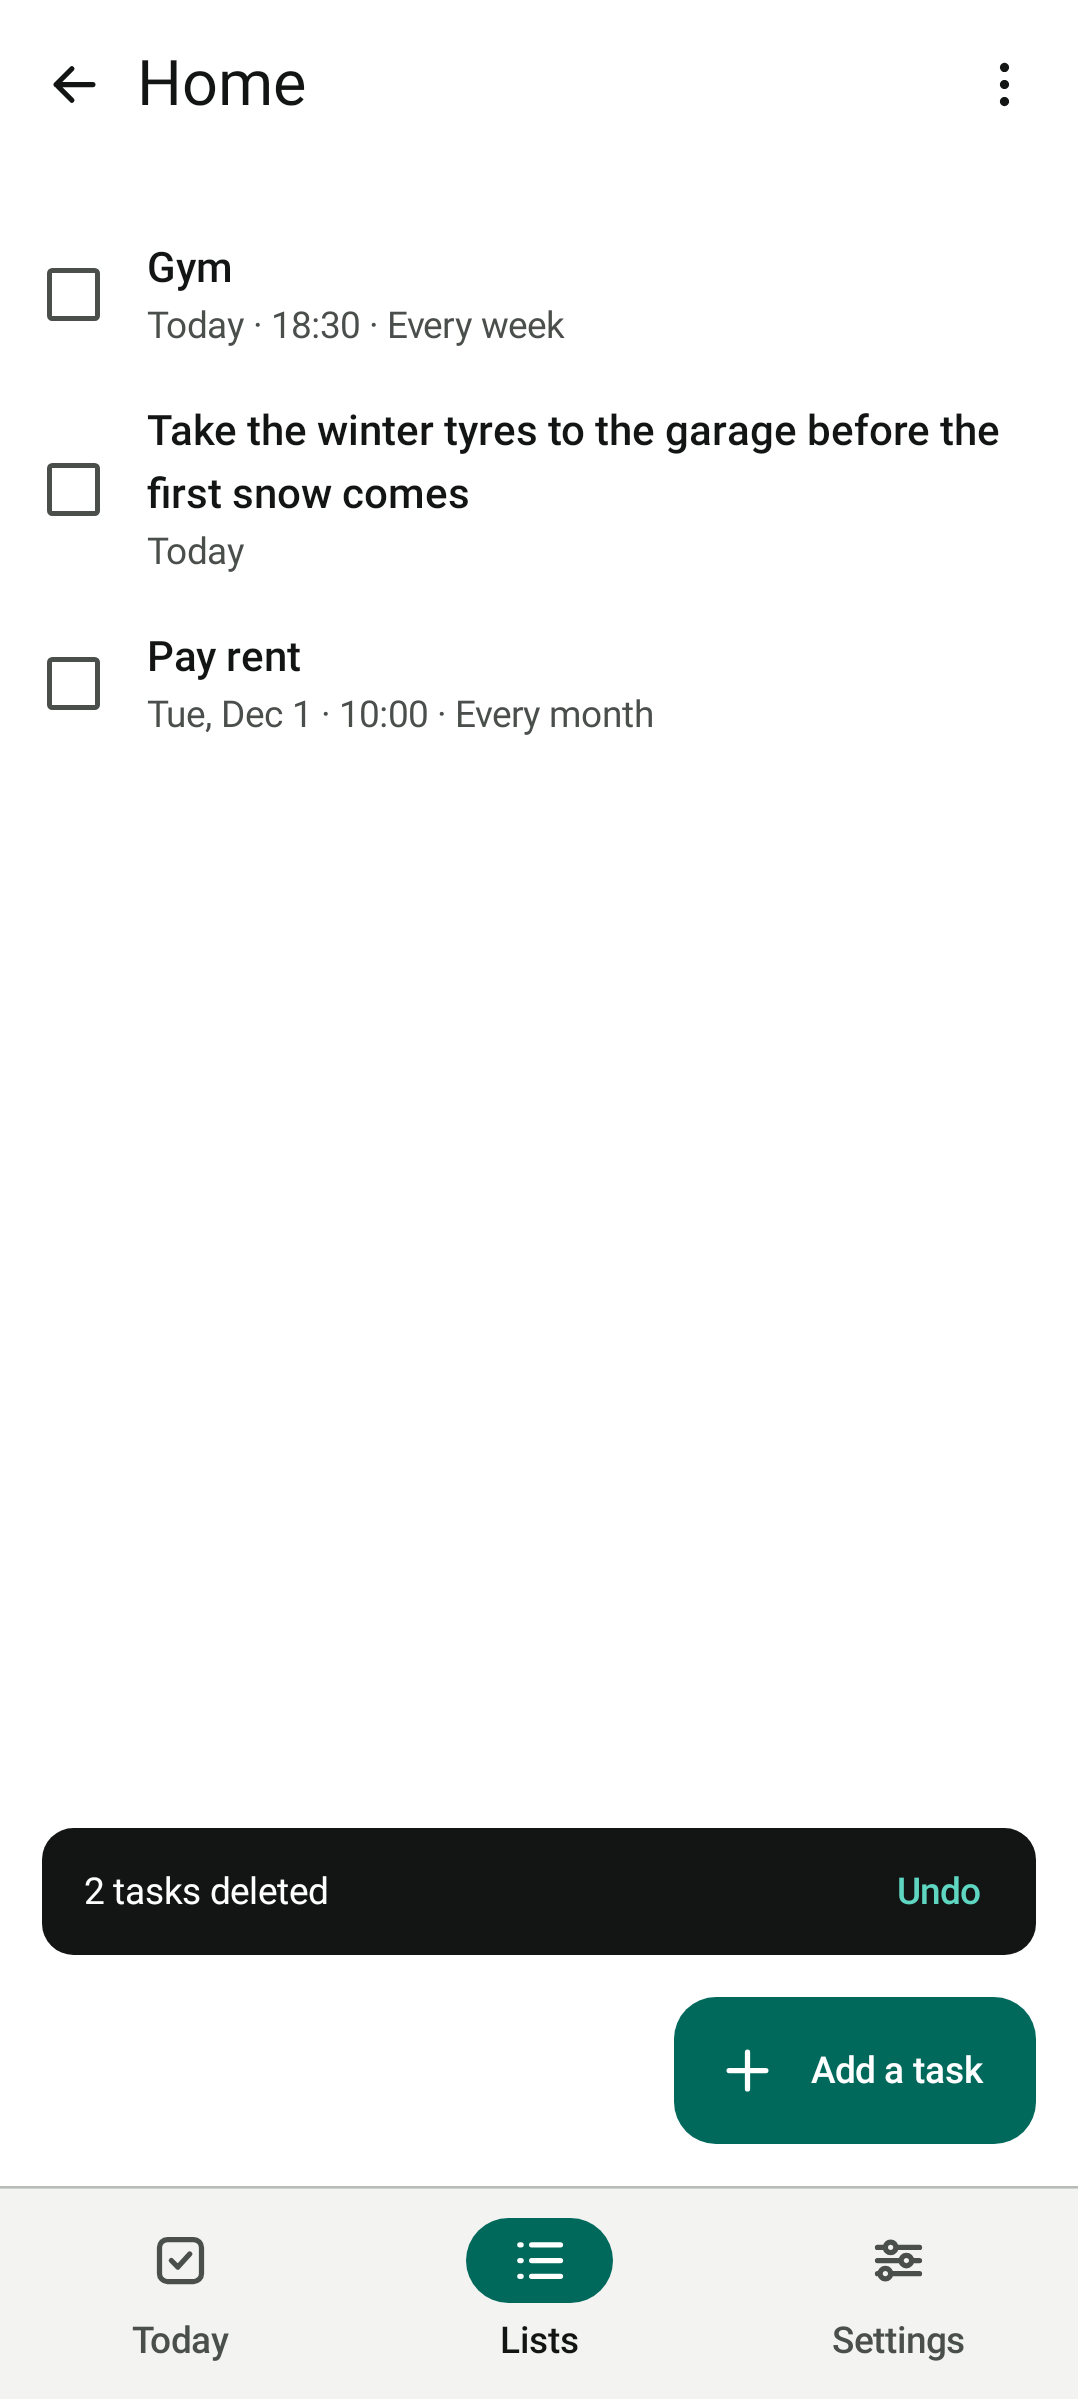 Home
Gym
Today · 18:30 · Every week
Take the winter tyres to the garage before the
first snow comes
Today
Pay rent
Tue, Dec 1 · 10:00 · Every month
2 tasks deleted
Undo
Add a task
Today
Lists
Settings